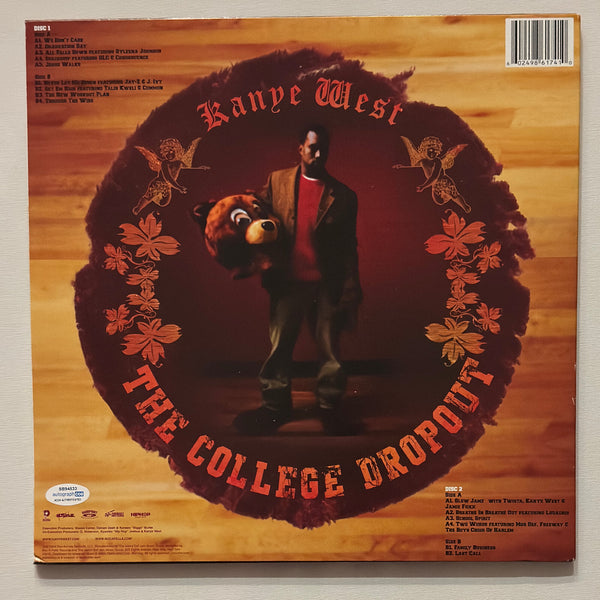 DISC 1
Side A
A1. We Don't Care
A2. Graduation Day
A3. All Falls Down featuring Syleena Johnson
A4. Spaceship featuring GLC & Consequence
A5. Jesus Walks
Side B
B1. Never Let Me Down featuring Jay-Z & J. Ivy
B2. Get Em High featuring Talib Kweli & Common
B3. The New Workout Plan
B4. Through The Wire
8 02498 61741 8
Kanye West
THE COLLEGE DROPOUT
DISC 2
Side A
A1. Slow Jamz with Twista, Kanye West &
Jamie Foxx
A2. Breathe In Breathe Out featuring Ludacris
A3. School Spirit
A4. Two Words featuring Mos Def, Freeway &
The Boys Choir Of Harlem
Side B
B1. Family Business
B2. Last Call
SB94533
autograph